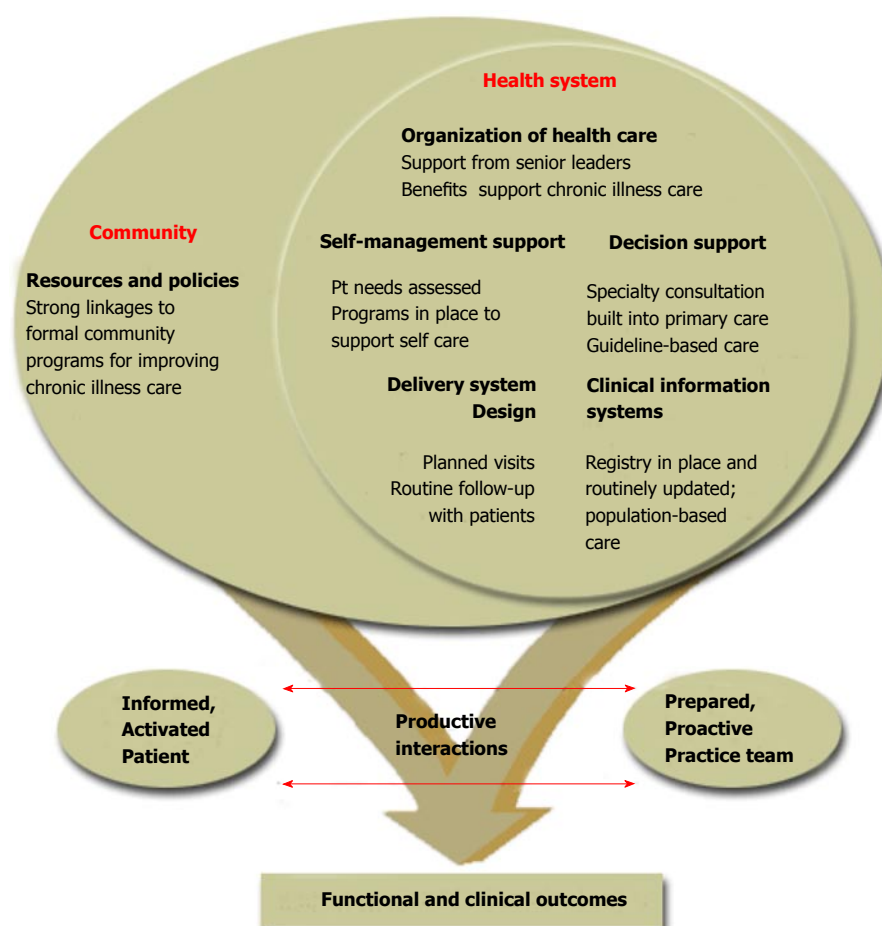 Health system
Organization of health care
Support from senior leaders
Benefits support chronic illness care
Community
Resources and policies
Strong linkages to
formal community
programs for improving
chronic illness care
Self-management support
Pt needs assessed
Programs in place to
support self care
Decision support
Specialty consultation
built into primary care
Guideline-based care
Delivery system
Design
Planned visits
Routine follow-up
with patients
Clinical information
systems
Registry in place and
routinely updated;
population-based
care
Informed,
Activated
Patient
Productive
interactions
Prepared,
Proactive
Practice team
Functional and clinical outcomes